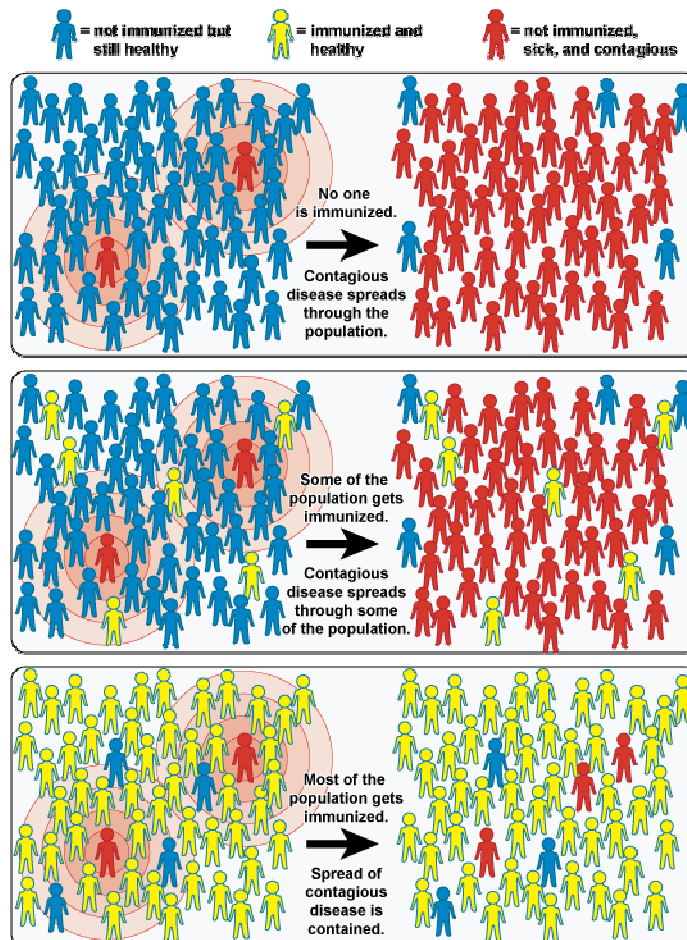 = not immunized but
still healthy
= immunized and
healthy
= not immunized,
sick, and contagious
No one
is immunized.
Contagious
disease spreads
through the
population.
Some of the
population gets
immunized.
Contagious
disease spreads
through some
of the population.
Most of the
population gets
immunized.
Spread of
contagious
disease is
contained.